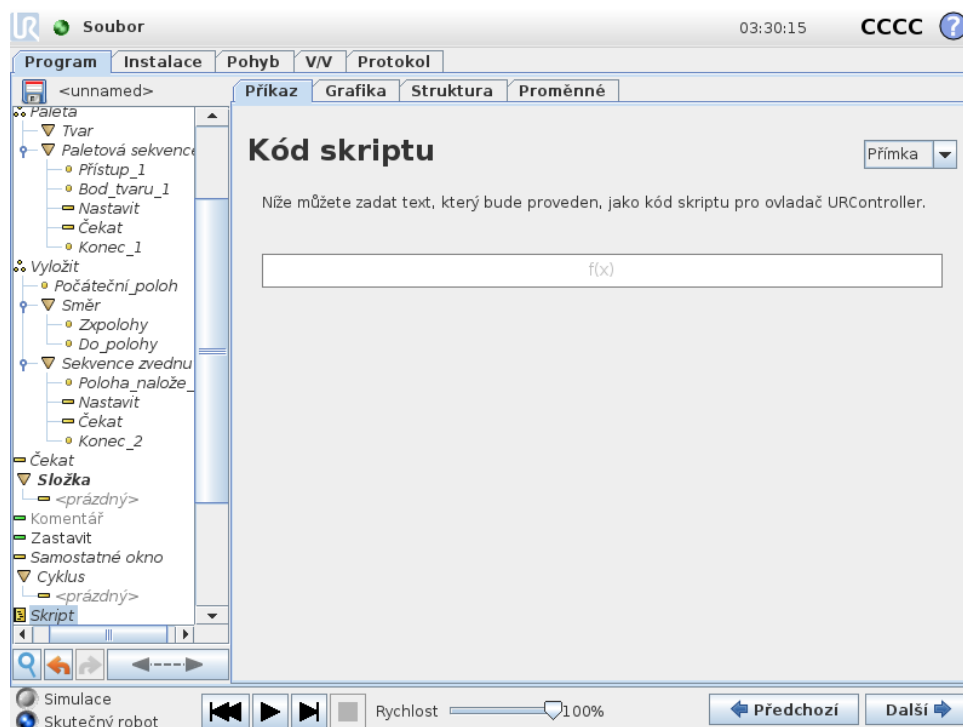 UR Soubor 03:30:15 CCCC ?
Program Instalace Pohyb V/V Protokol
<unnamed>
Příkaz Grafika Struktura Proměnné
Paleta
Tvar
Paletová sekvence
Přístup_1
Bod_tvaru_1
Nastavit
Čekat
Konec_1
Vyložit
Počáteční_poloh
Směr
Zxpolohy
Do_polohy
Sekvence zvednu
Poloha_nalože_
Nastavit
Čekat
Konec_2
Čekat
Složka
<prázdný>
Komentář
Zastavit
Samostatné okno
Cyklus
<prázdný>
Skript
Kód skriptu
Přímka
Níže můžete zadat text, který bude proveden, jako kód skriptu pro ovladač URController.
f(x)
Simulace
Skutečný robot
Rychlost 100%
Předchozí
Další